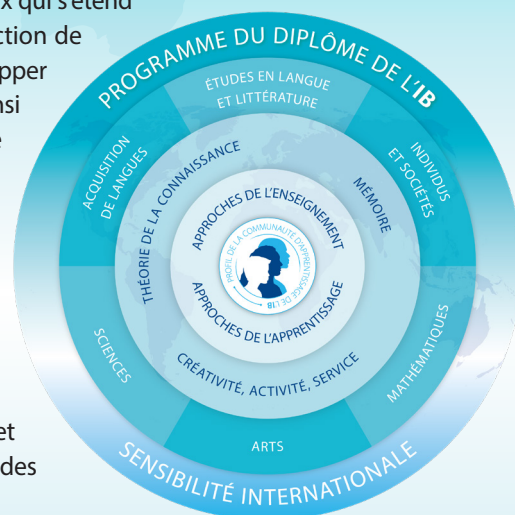 ux qui s'étend
ction de
pper
nsi
et
des
PROGRAMME DU DIPLÔME DE L'IB
ÉTUDES EN LANGUE
ET LITTÉRATURE
ACQUISITION
DE LANGUES
INDIVIDUS
ET SOCIÉTÉS
THÉORIE DE LA CONNAISSANCE
MÉMOIRE
APPROCHES DE L'ENSEIGNEMENT
PROFIL DE LA COMMUNAUTÉ D'APPRENTISSAGE DE L'IB
APPROCHES DE L'APPRENTISSAGE
SCIENCES
MATHÉMATIQUES
CRÉATIVITÉ, ACTIVITÉ, SERVICE
ARTS
SENSIBILITÉ INTERNATIONALE